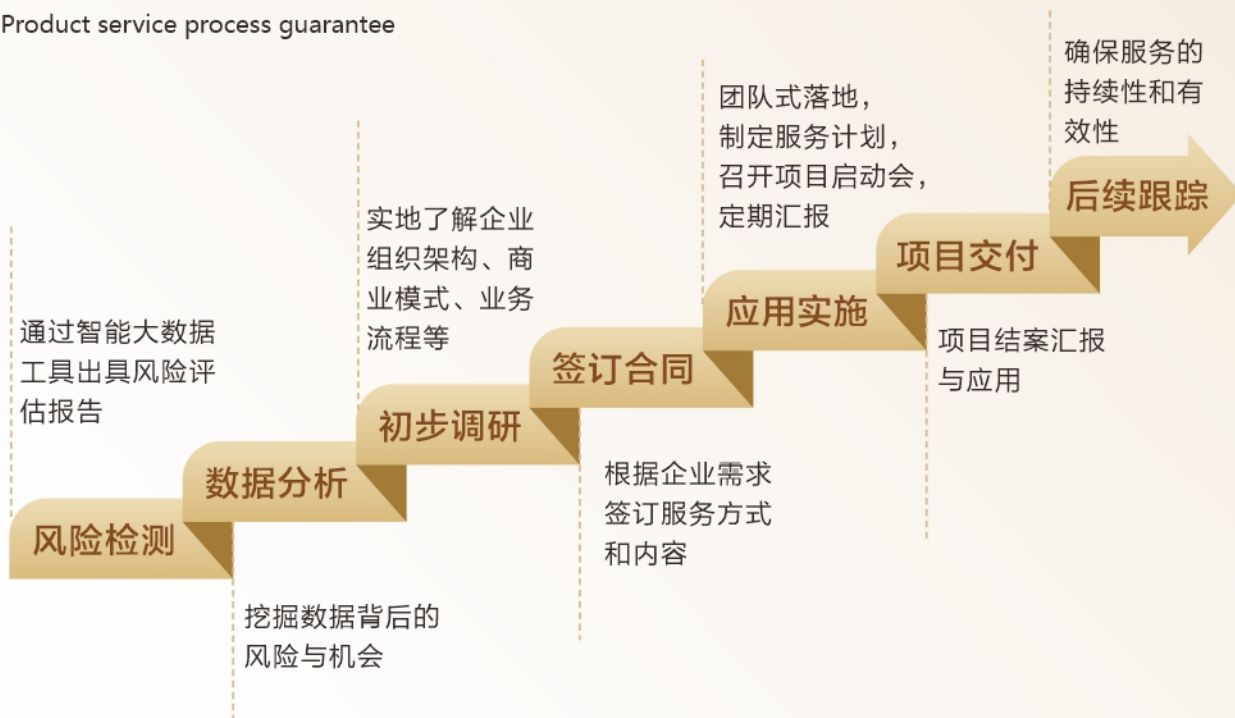 Product service process guarantee
风险检测
通过智能大数据
工具出具风险评
估报告
数据分析
挖掘数据背后的
风险与机会
初步调研
实地了解企业
组织架构、商
业模式、业务
流程等
签订合同
根据企业需求
签订服务方式
和内容
应用实施
团队式落地，
制定服务计划，
召开项目启动会，
定期汇报
项目交付
项目结案汇报
与应用
后续跟踪
确保服务的
持续性和有
效性